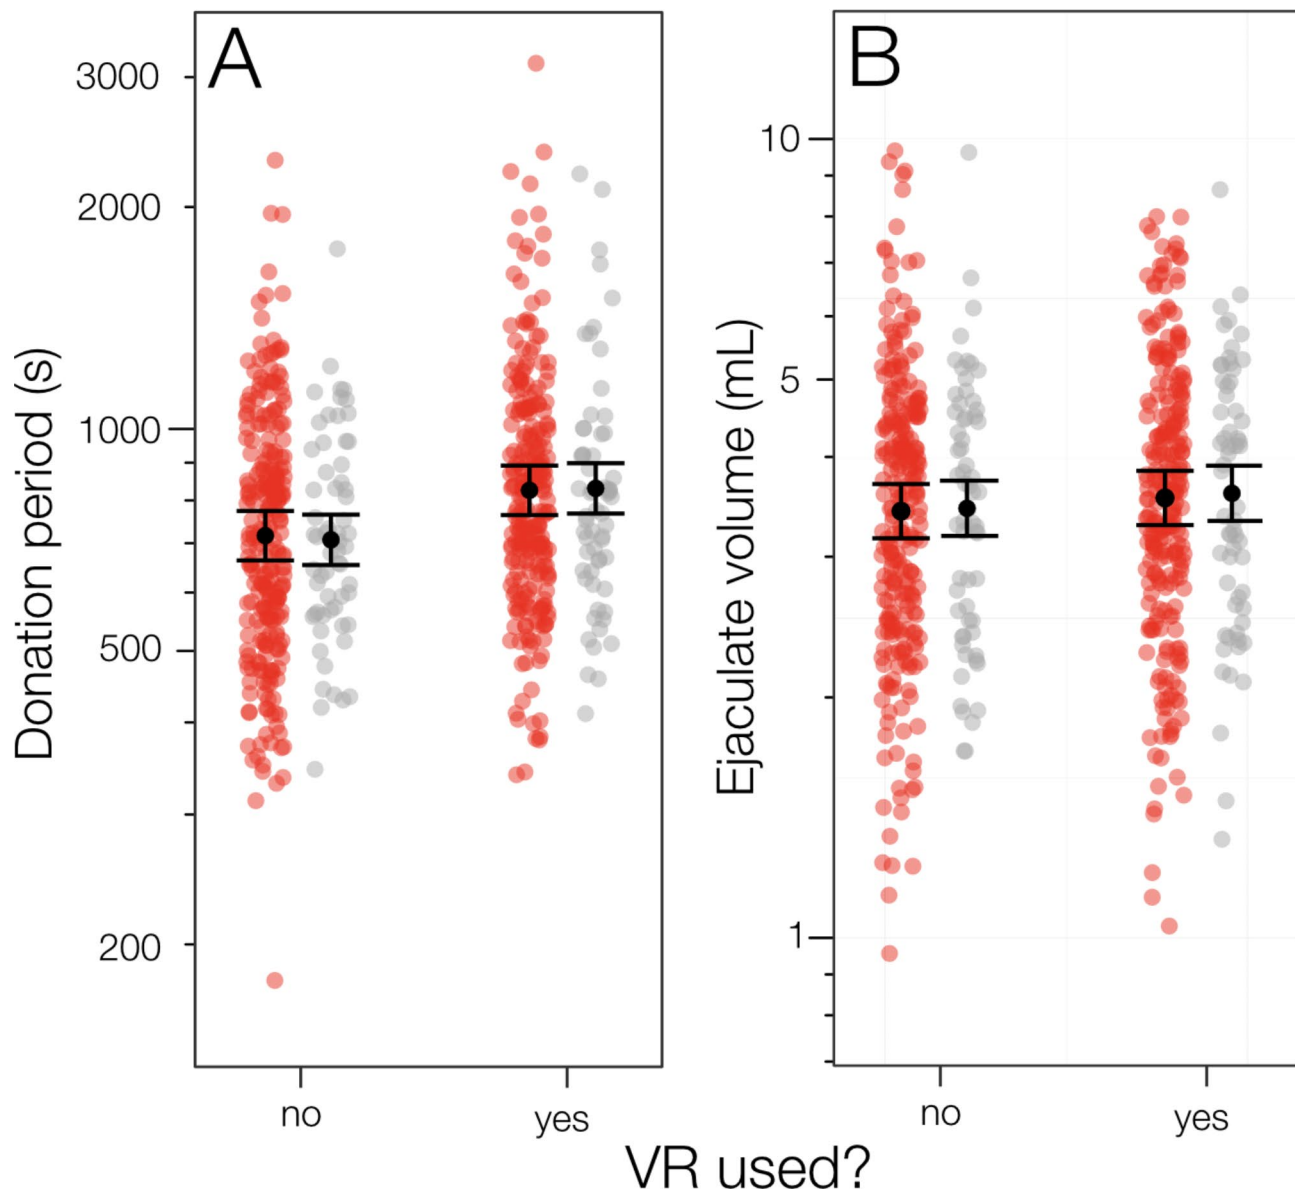 A
Donation period (s)
3000
2000
1000
500
200
no
yes
B
Ejaculate volume (mL)
10
5
1
no
yes
VR used?